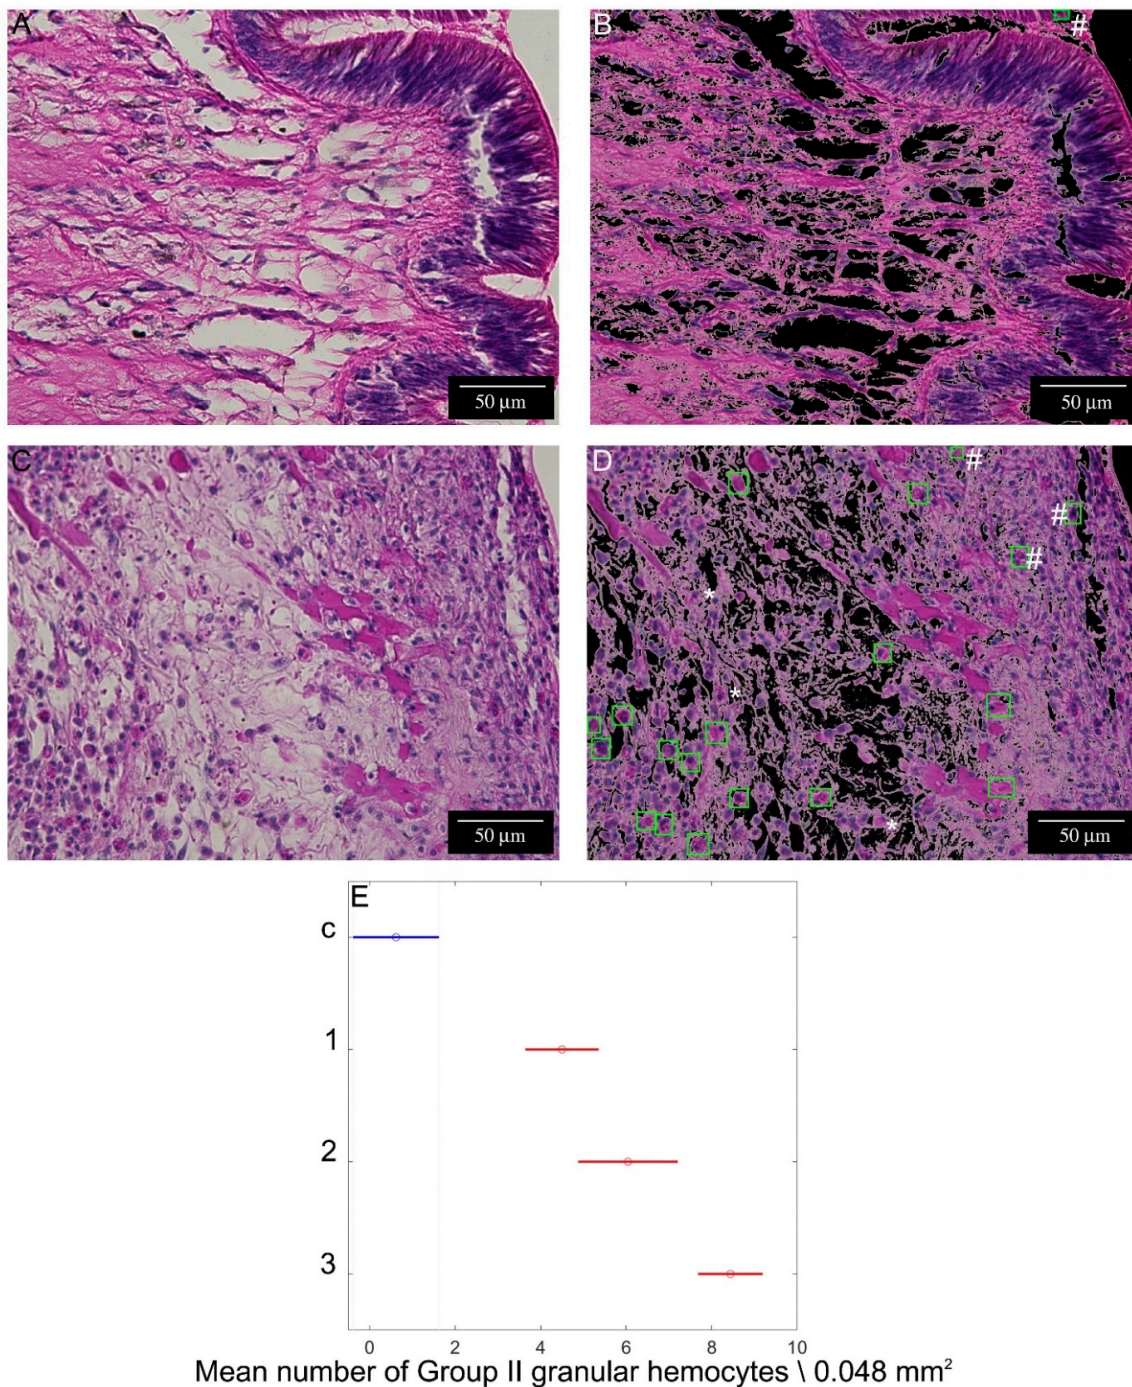 A
B
#
50 µm
50 µm
C
D
#
#
#
*
*
*
50 µm
50 µm
E
c
1
2
3
0 2 4 6 8 10
Mean number of Group II granular hemocytes \ 0.048 mm²